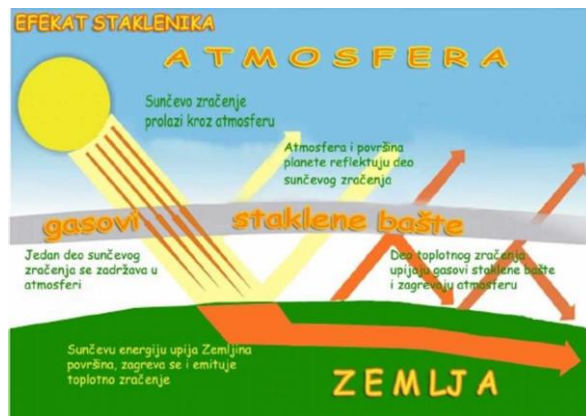 EFEKAT STAKLENIKA
ATMOSFERA
Sunčevo zračenje
prolazi kroz atmosferu
Atmosfera i površina
planete reflektuju deo
sunčevog zračenja
gasovi staklene bašte
Jedan deo sunčevog
zračenja se zadržava u
atmosferi
Deo toplotnog zračenja
upijaju gasovi staklene bašte
i zagrevaju atmosferu
Sunčevu energiju upija Zemljina
površina, zagreva se i emituje
toplotno zračenje
ZEMLJA